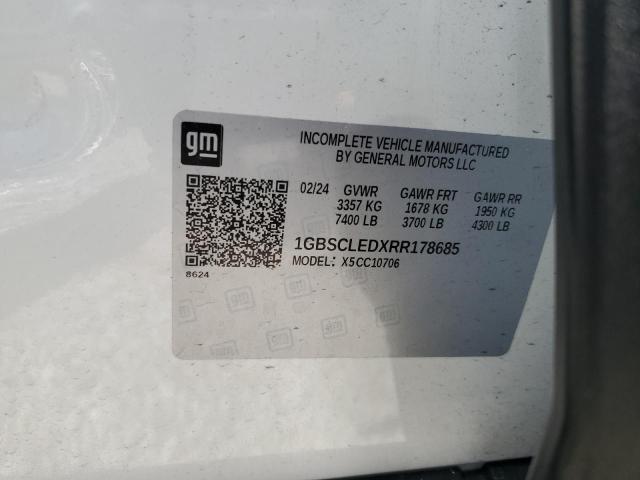 gm
INCOMPLETE VEHICLE MANUFACTURED
BY GENERAL MOTORS LLC
02/24 GVWR GAWR FRT GAWR RR
3357 KG 1678 KG 1950 KG
7400 LB 3700 LB 4300 LB
1GBSCLEDXRR178685
MODEL: X5CC10706
8624